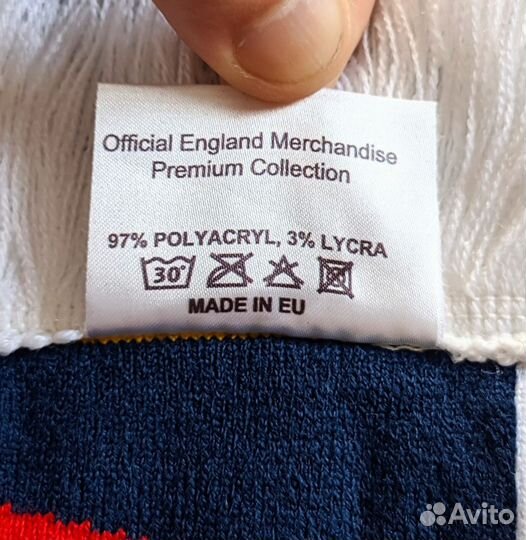 Official England Merchandise
Premium Collection
97% POLYACRYL, 3% LYCRA
30°
MADE IN EU
Avito